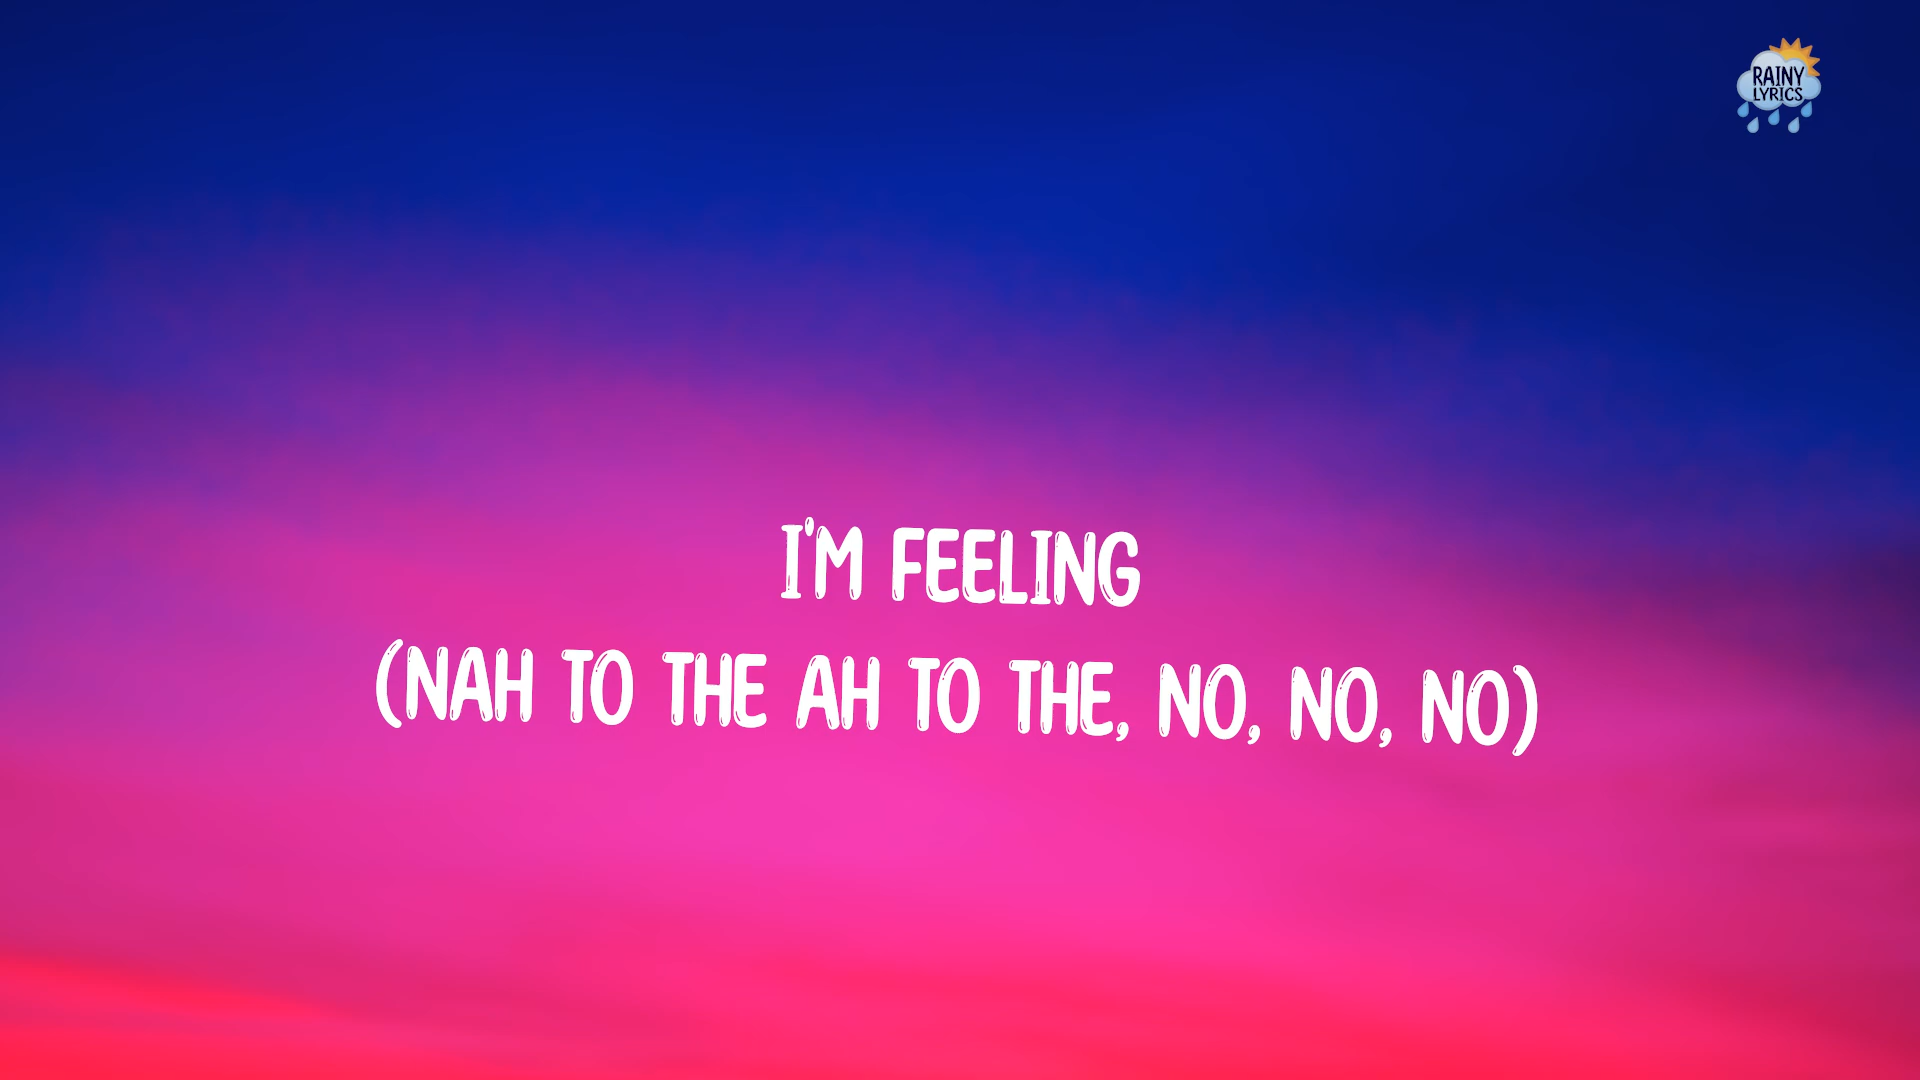 RAINY
LYRICS
I'M FEELING
(NAH TO THE AH TO THE, NO, NO, NO)